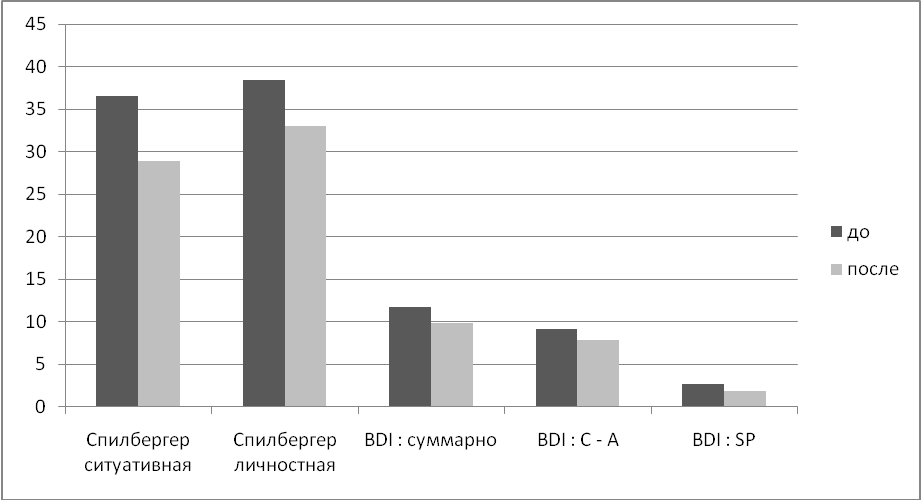 45
40
35
30
25
20
15
10
5
0
до
после
Спилбергер ситуативная
Спилбергер личностная
BDI : суммарно
BDI : C - A
BDI : SP